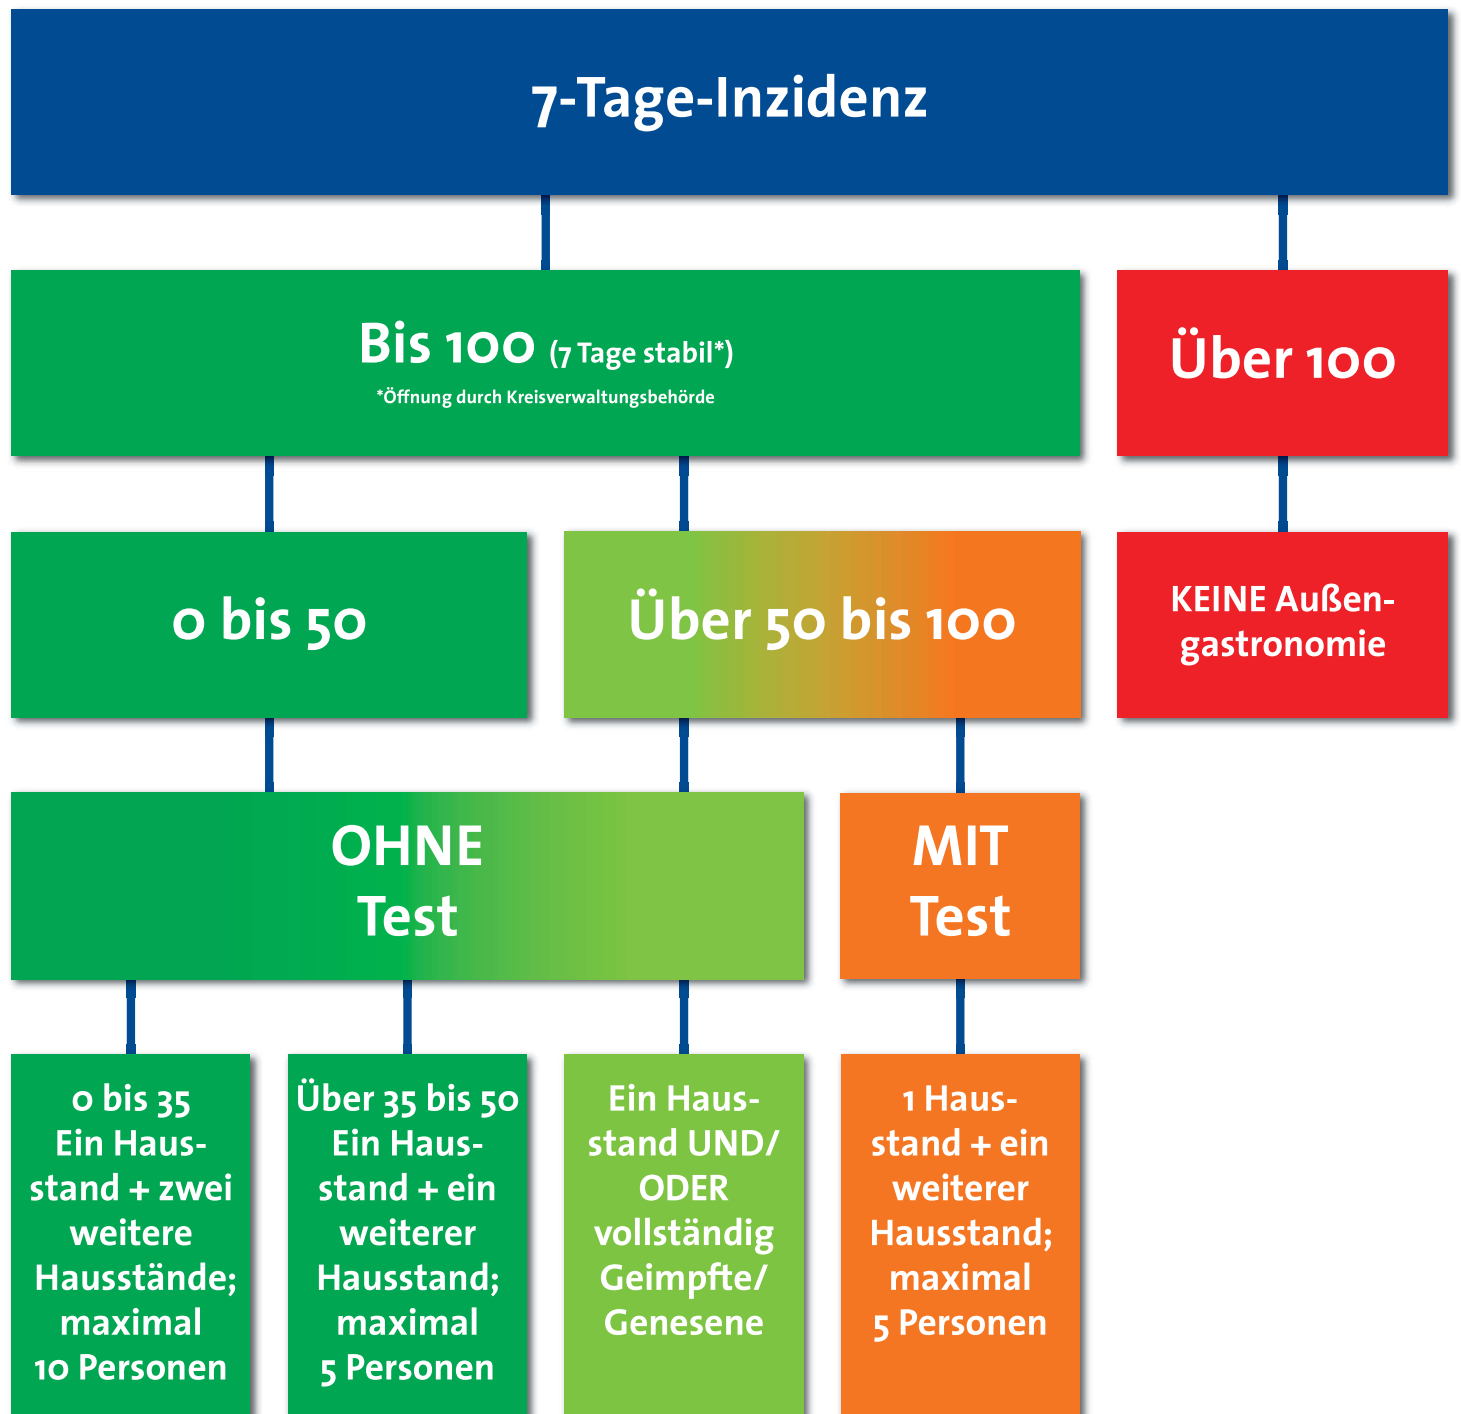 7-Tage-Inzidenz
Bis 100 (7 Tage stabil*)
*Öffnung durch Kreisverwaltungsbehörde
Über 100
0 bis 50
Über 50 bis 100
KEINE Außen-
gastronomie
OHNE
Test
MIT
Test
0 bis 35
Ein Haus-
stand + zwei
weitere
Hausstände;
maximal
10 Personen
Über 35 bis 50
Ein Haus-
stand + ein
weiterer
Hausstand;
maximal
5 Personen
Ein Haus-
stand UND/
ODER
vollständig
Geimpfte/
Genesene
1 Haus-
stand + ein
weiterer
Hausstand;
maximal
5 Personen